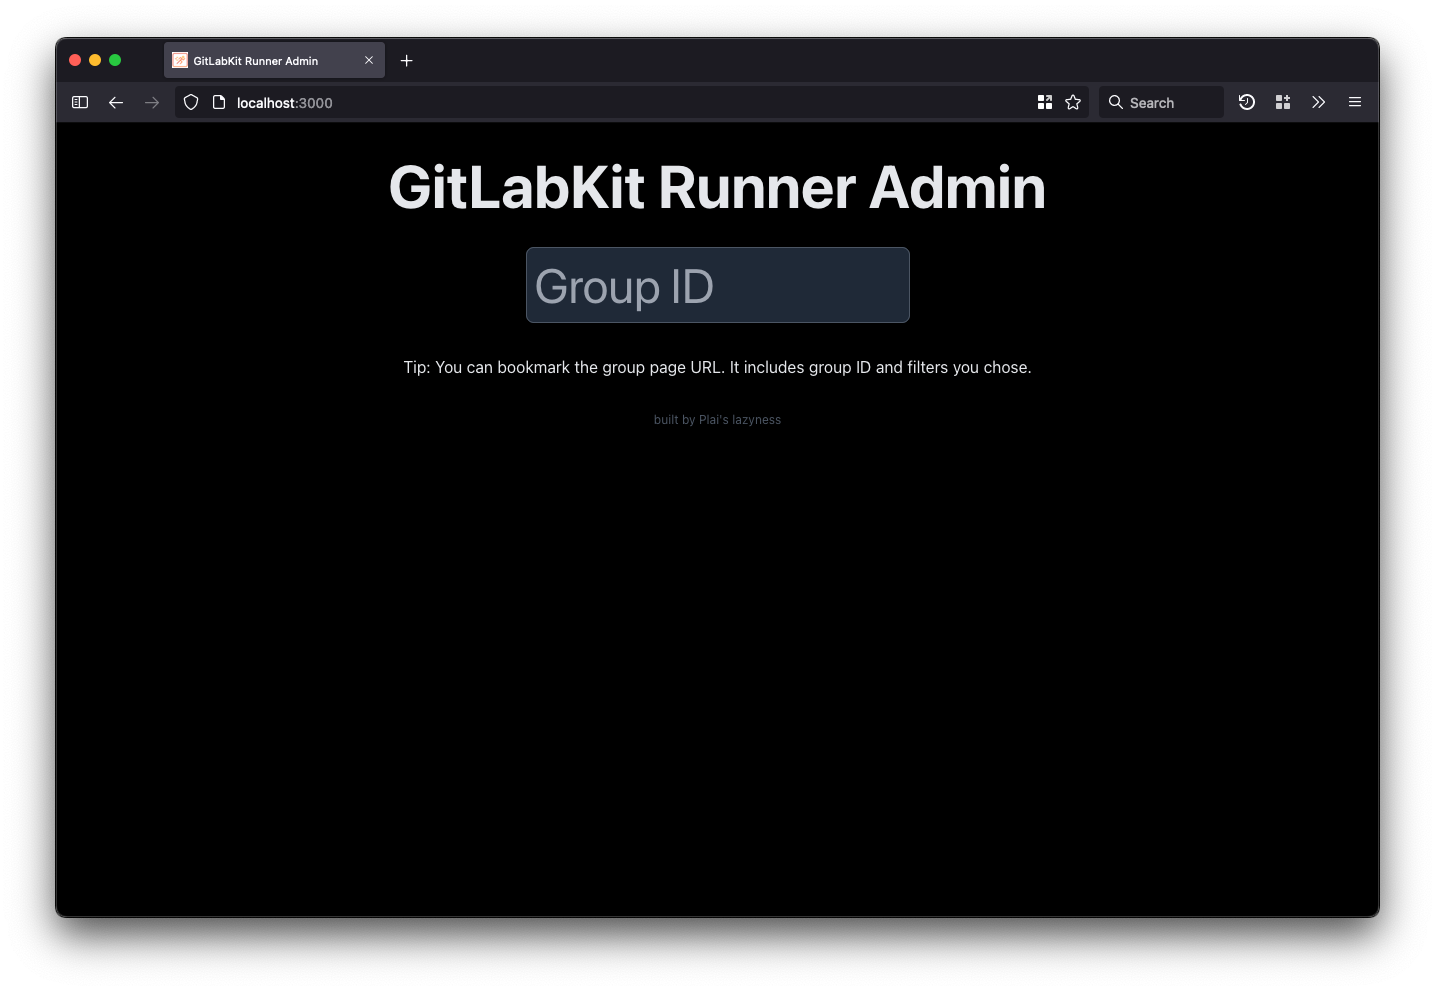 GitLabKit Runner Admin
localhost:3000
Search
GitLabKit Runner Admin
Group ID
Tip: You can bookmark the group page URL. It includes group ID and filters you chose.
built by Plai's lazyness